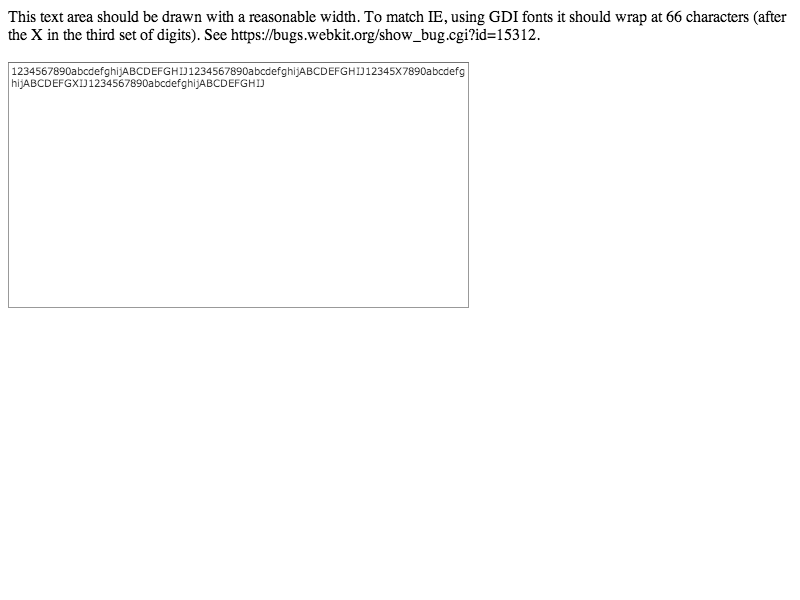 This text area should be drawn with a reasonable width. To match IE, using GDI fonts it should wrap at 66 characters (after
the X in the third set of digits). See https://bugs.webkit.org/show_bug.cgi?id=15312.
1234567890abcdefghijABCDEFGHIJ1234567890abcdefghijABCDEFGHIJ12345X7890abcdefg
hijABCDEFGXIJ1234567890abcdefghijABCDEFGHIJ